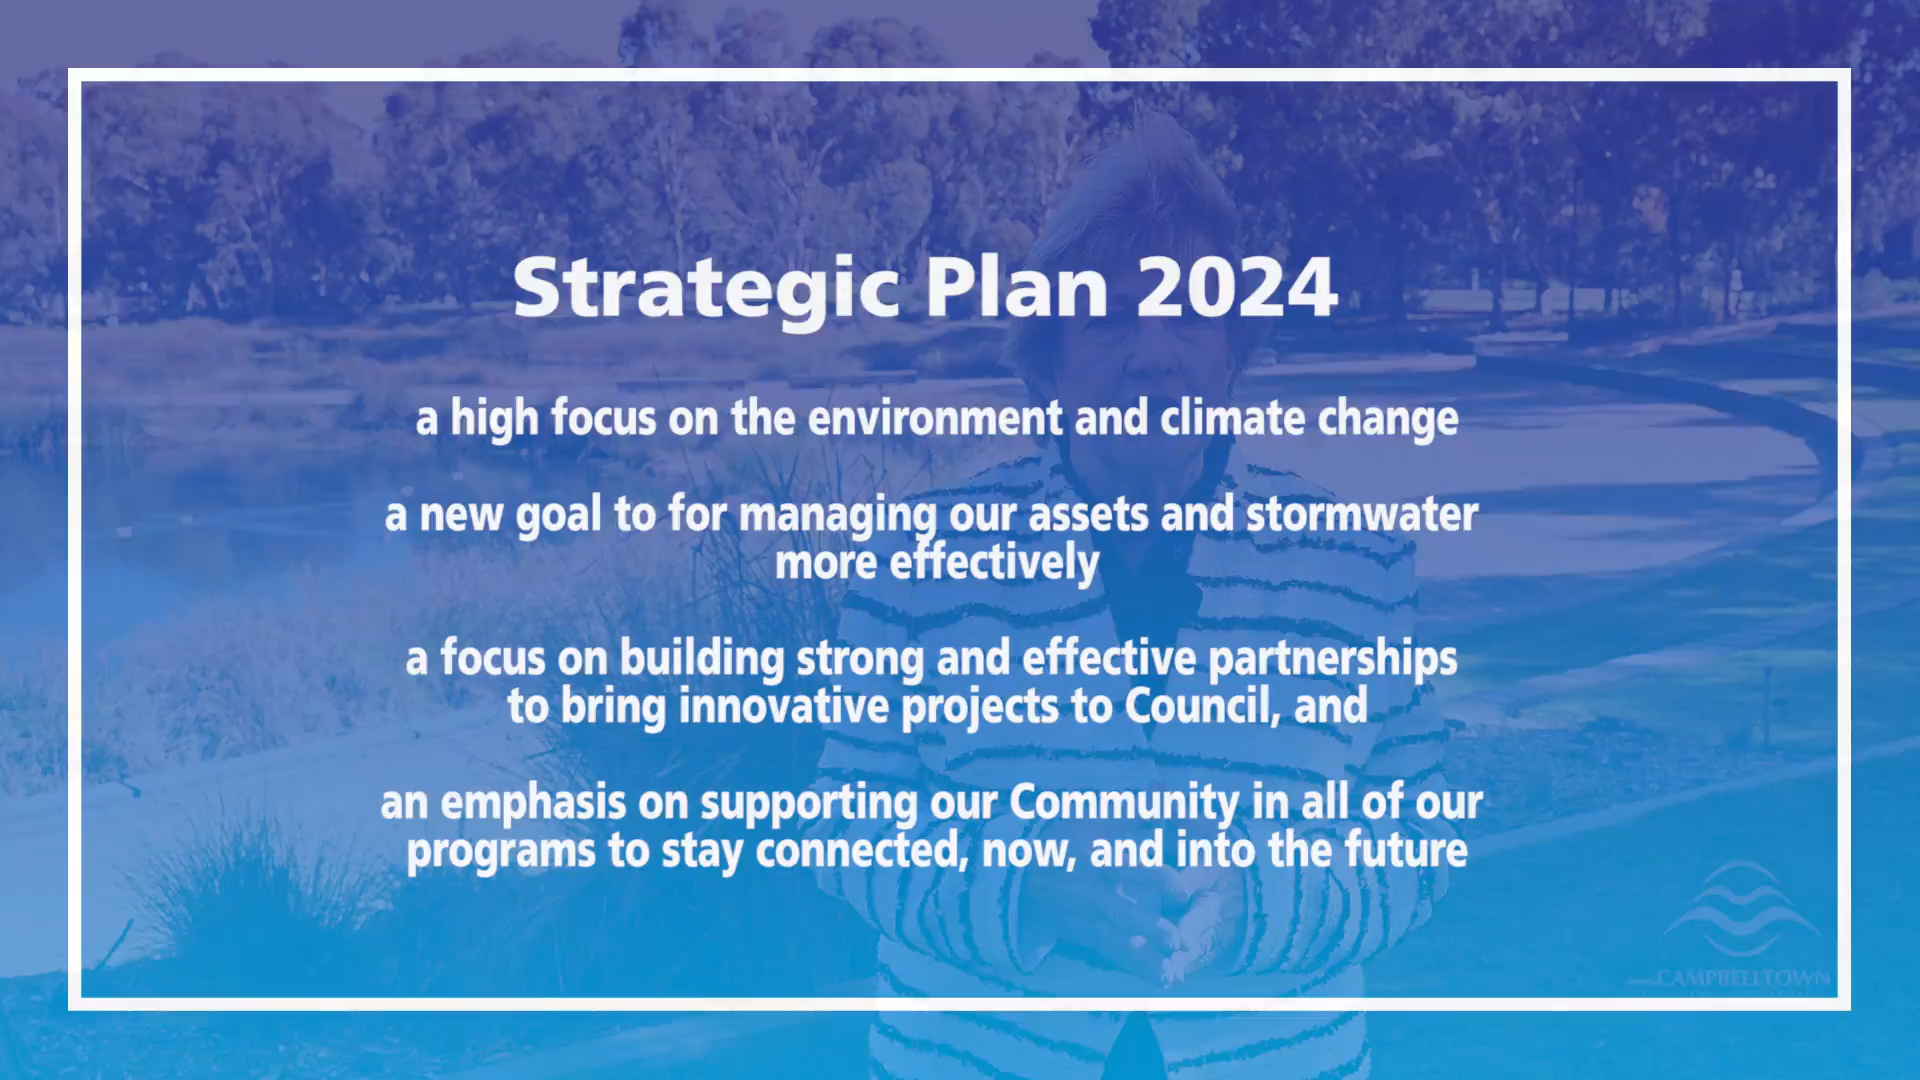 Strategic Plan 2024
a high focus on the environment and climate change
a new goal to for managing our assets and stormwater
more effectively
a focus on building strong and effective partnerships
to bring innovative projects to Council, and
an emphasis on supporting our Community in all of our
programs to stay connected, now, and into the future
CAMPBELLTOWN